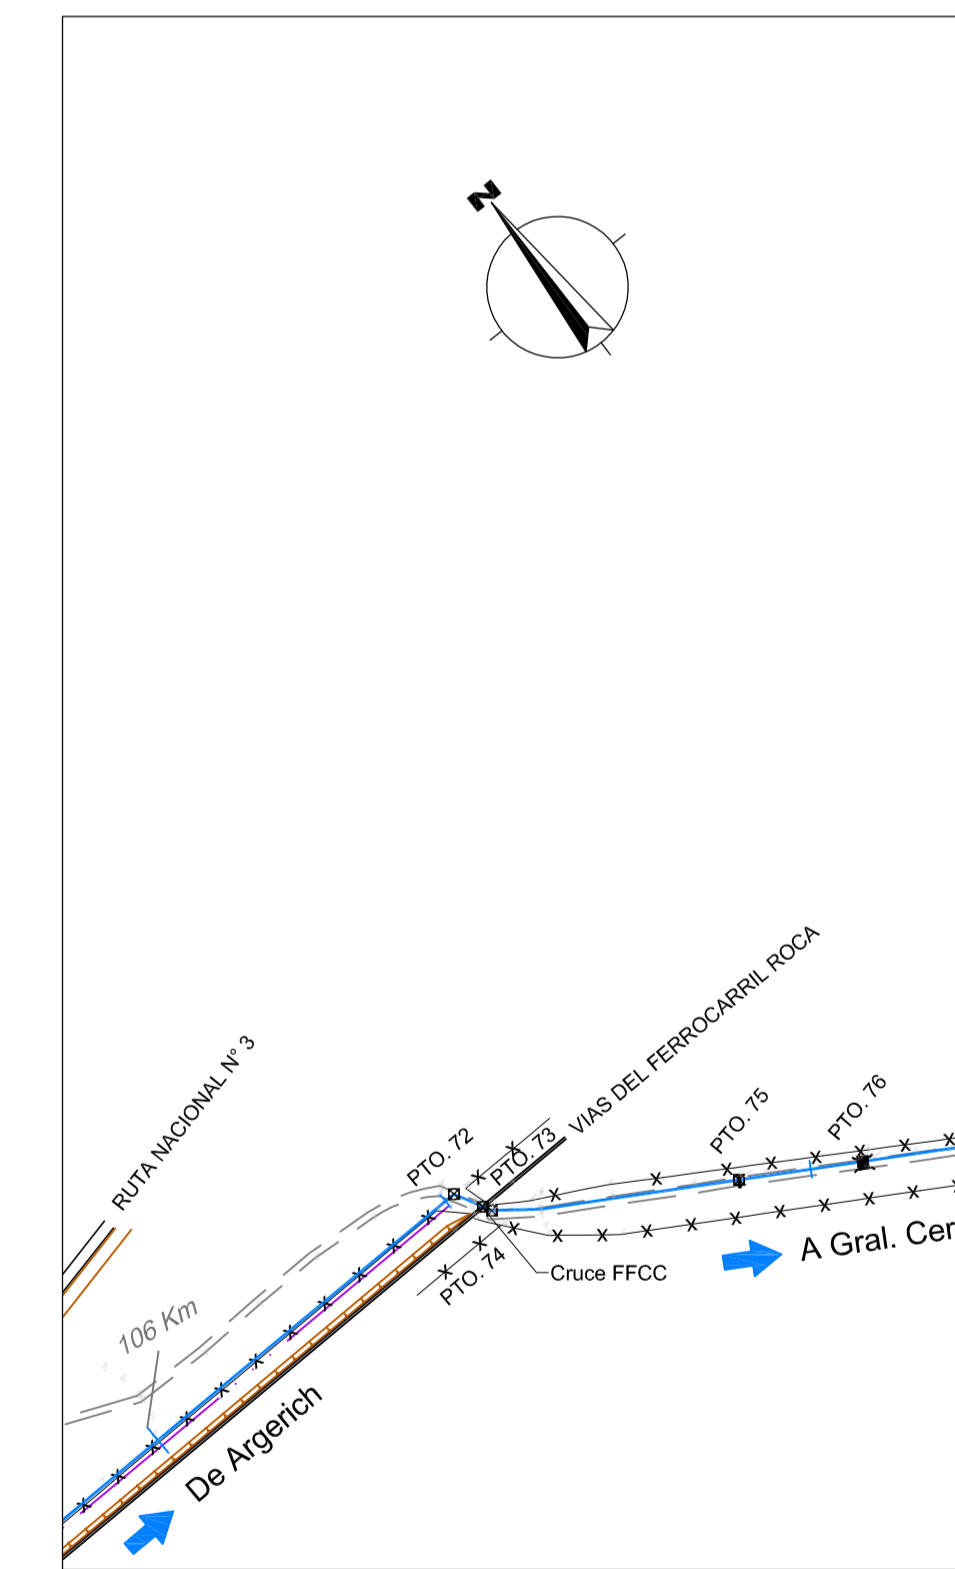 N
VIAS DEL FERROCARRIL ROCA
RUTA NACIONAL N° 3
PTO. 72
PTO. 73
PTO. 75
PTO. 76
PTO. 74
Cruce FFCC
A Gral. Cer
106 Km
De Argerich